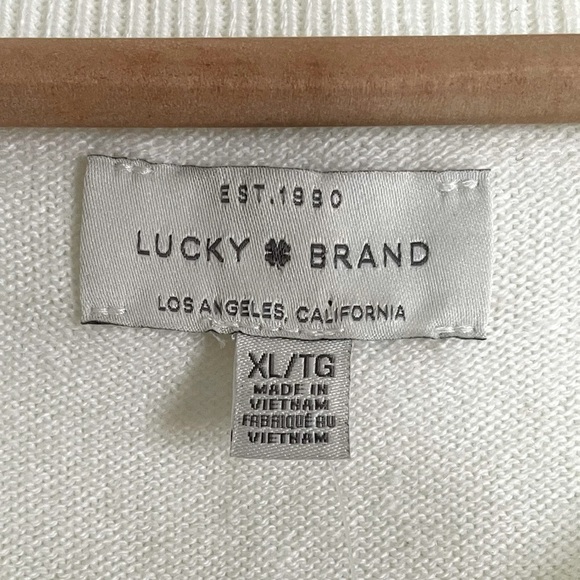 EST.1990
LUCKY BRAND
LOS ANGELES, CALIFORNIA
XL/TG
MADE IN
VIETNAM
FABRIQUÉ AU
VIETNAM